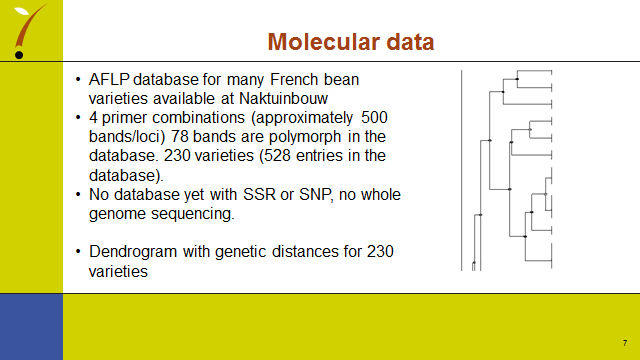 Molecular data
• AFLP database for many French bean
varieties available at Naktuinbouw
• 4 primer combinations (approximately 500
bands/loci) 78 bands are polymorph in the
database. 230 varieties (528 entries in the
database).
• No database yet with SSR or SNP, no whole
genome sequencing.
• Dendrogram with genetic distances for 230
varieties
7